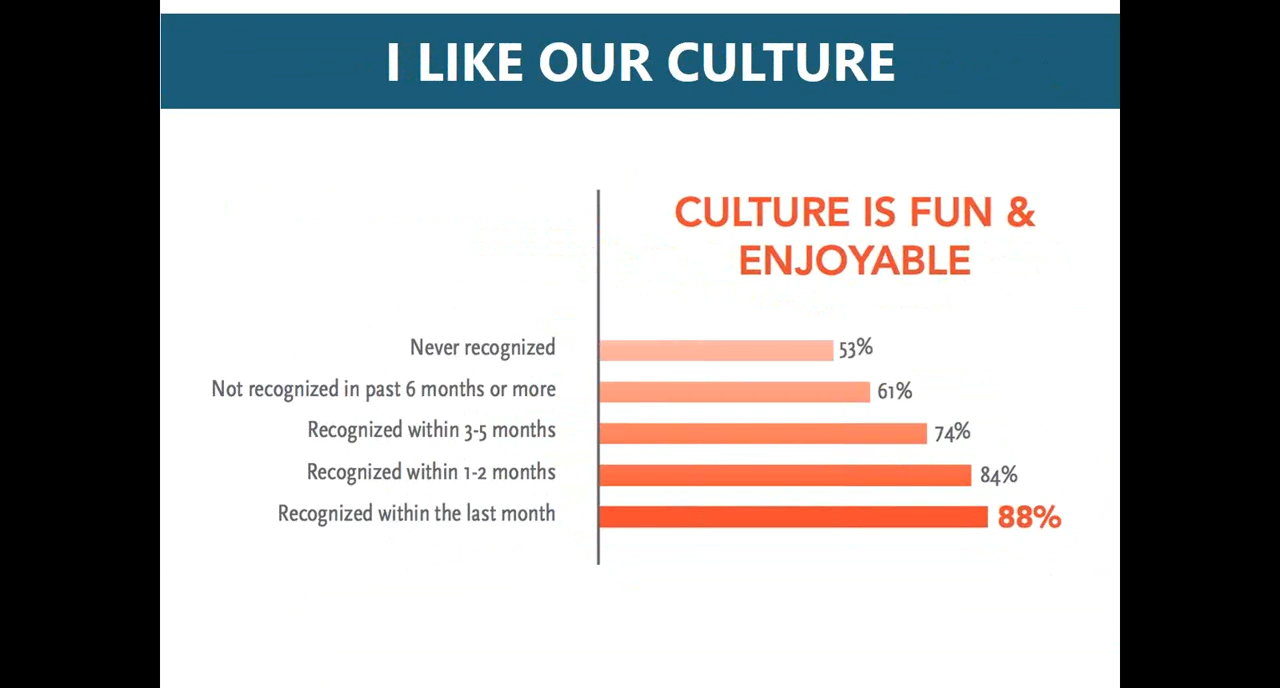 I LIKE OUR CULTURE
CULTURE IS FUN &
ENJOYABLE
Never recognized 53%
Not recognized in past 6 months or more 61%
Recognized within 3-5 months 74%
Recognized within 1-2 months 84%
Recognized within the last month 88%